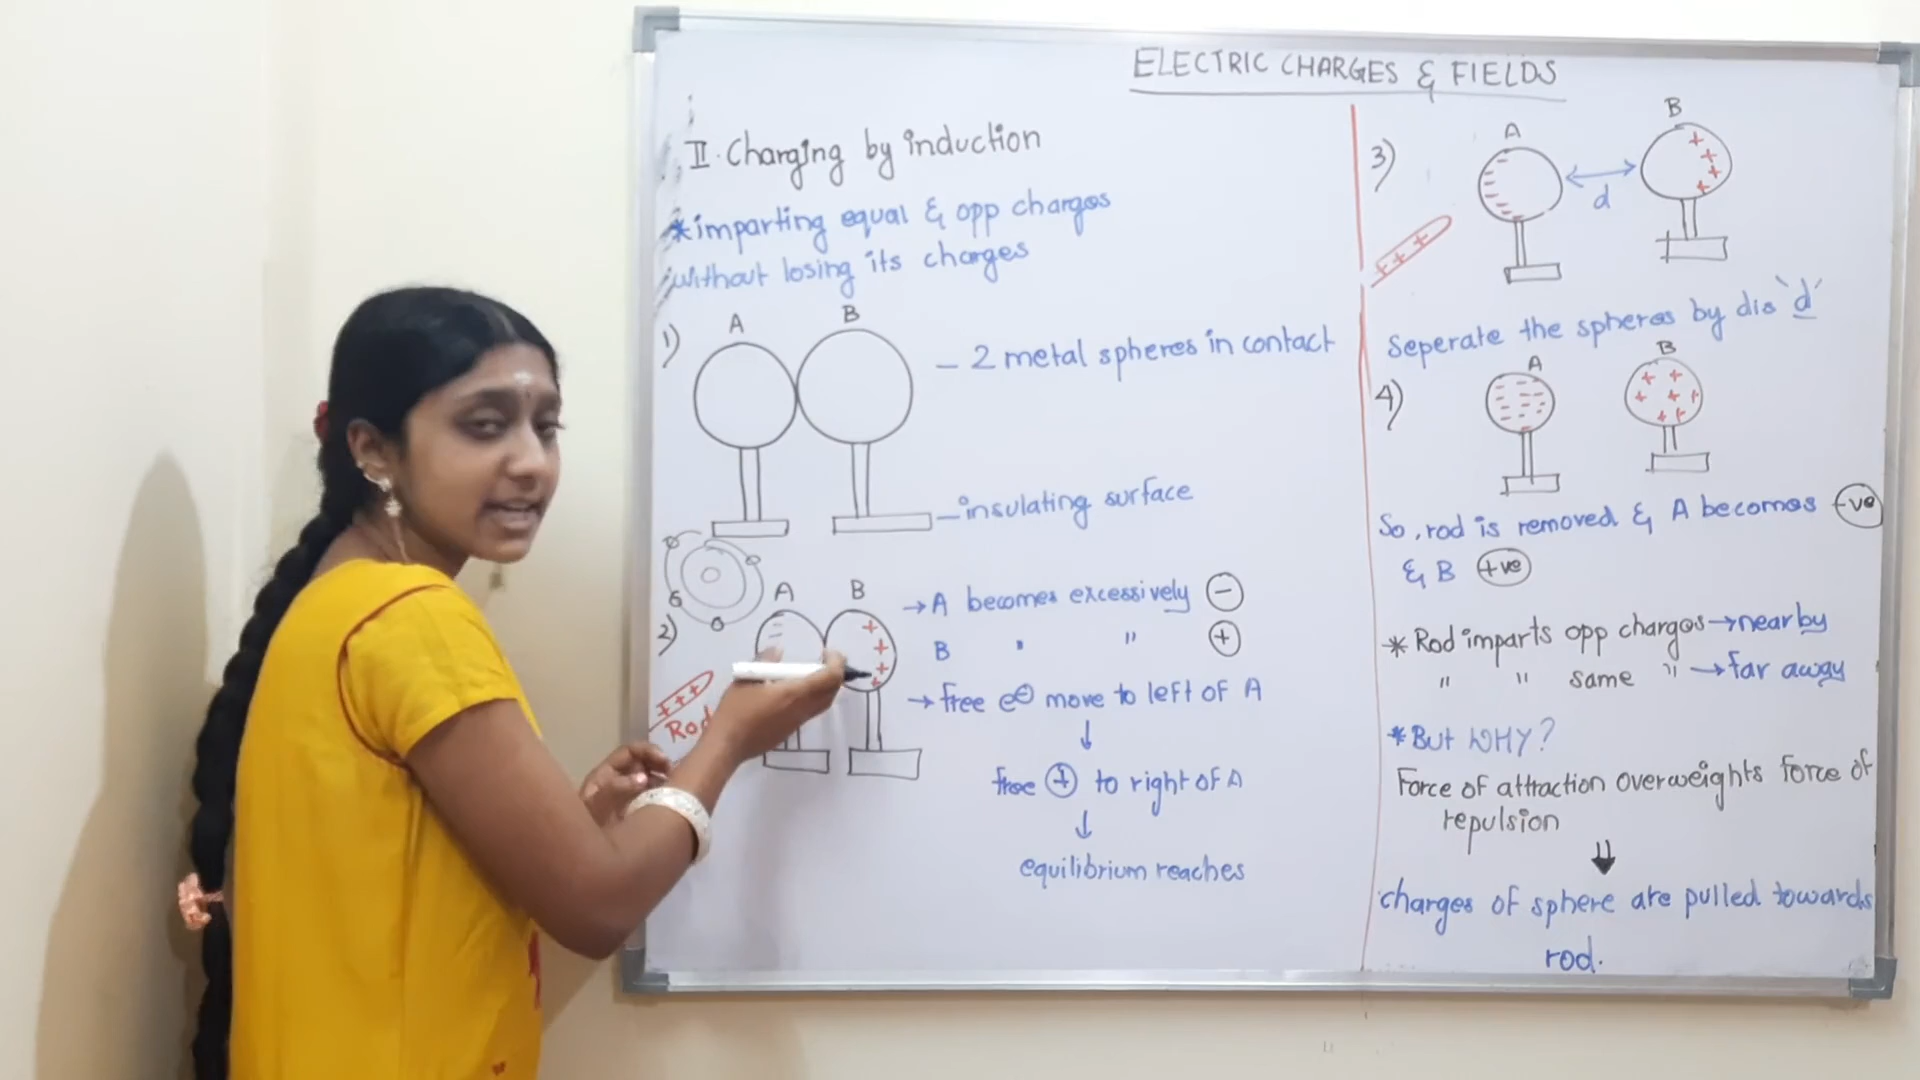 ELECTRIC CHARGES & FIELDS
II. Charging by induction
*imparting equal & opp charges
without losing its charges
1)
A
B
- 2 metal spheres in contact
- insulating surface
2)
A
B
+ + + +
+++
Rod
→ A becomes excessively ⊖
B " " ⊕
→ free e⊖ move to left of A
↓
free ⊕ to right of A
↓
equilibrium reaches
3)
A
B
d
+++
+ + + +
Seperate the spheres by dis 'd'
4)
A
B
So, rod is removed & A becomes -ve
& B +ve
* Rod imparts opp charges → nearby
" " same " → far away
* But WHY?
Force of attraction overweights force of
repulsion
⇓
charges of sphere are pulled towards
rod.